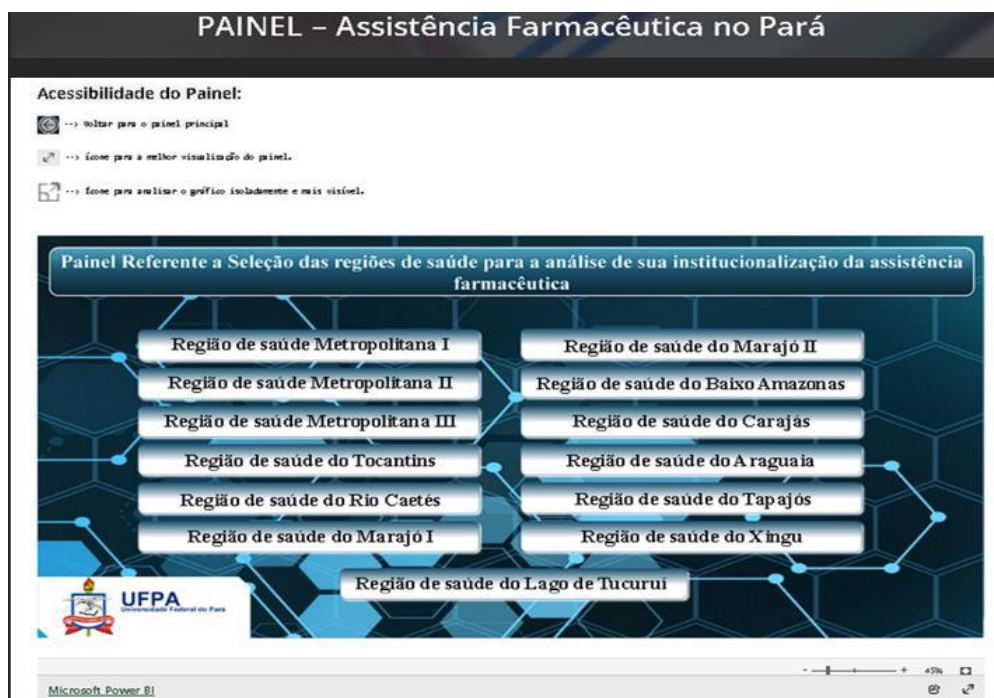 PAINEL – Assistência Farmacêutica no Pará
Acessibilidade do Painel:
--> Voltar para o painel principal
--> ícone para a melhor visualização do painel.
--> Ícone para analisar o gráfico isoladamente e mais visível.
Painel Referente a Seleção das regiões de saúde para a análise de sua institucionalização da assistência
farmacêutica
Região de saúde Metropolitana I
Região de saúde Metropolitana II
Região de saúde Metropolitana III
Região de saúde do Tocantins
Região de saúde do Rio Caetés
Região de saúde do Marajó I
Região de saúde do Marajó II
Região de saúde do Baixo Amazonas
Região de saúde do Carajás
Região de saúde do Araguaia
Região de saúde do Tapajós
Região de saúde do Xingu
Região de saúde do Lago de Tucuruí
UFPA
Universidade Federal do Pará
- + 45%
Microsoft Power BI